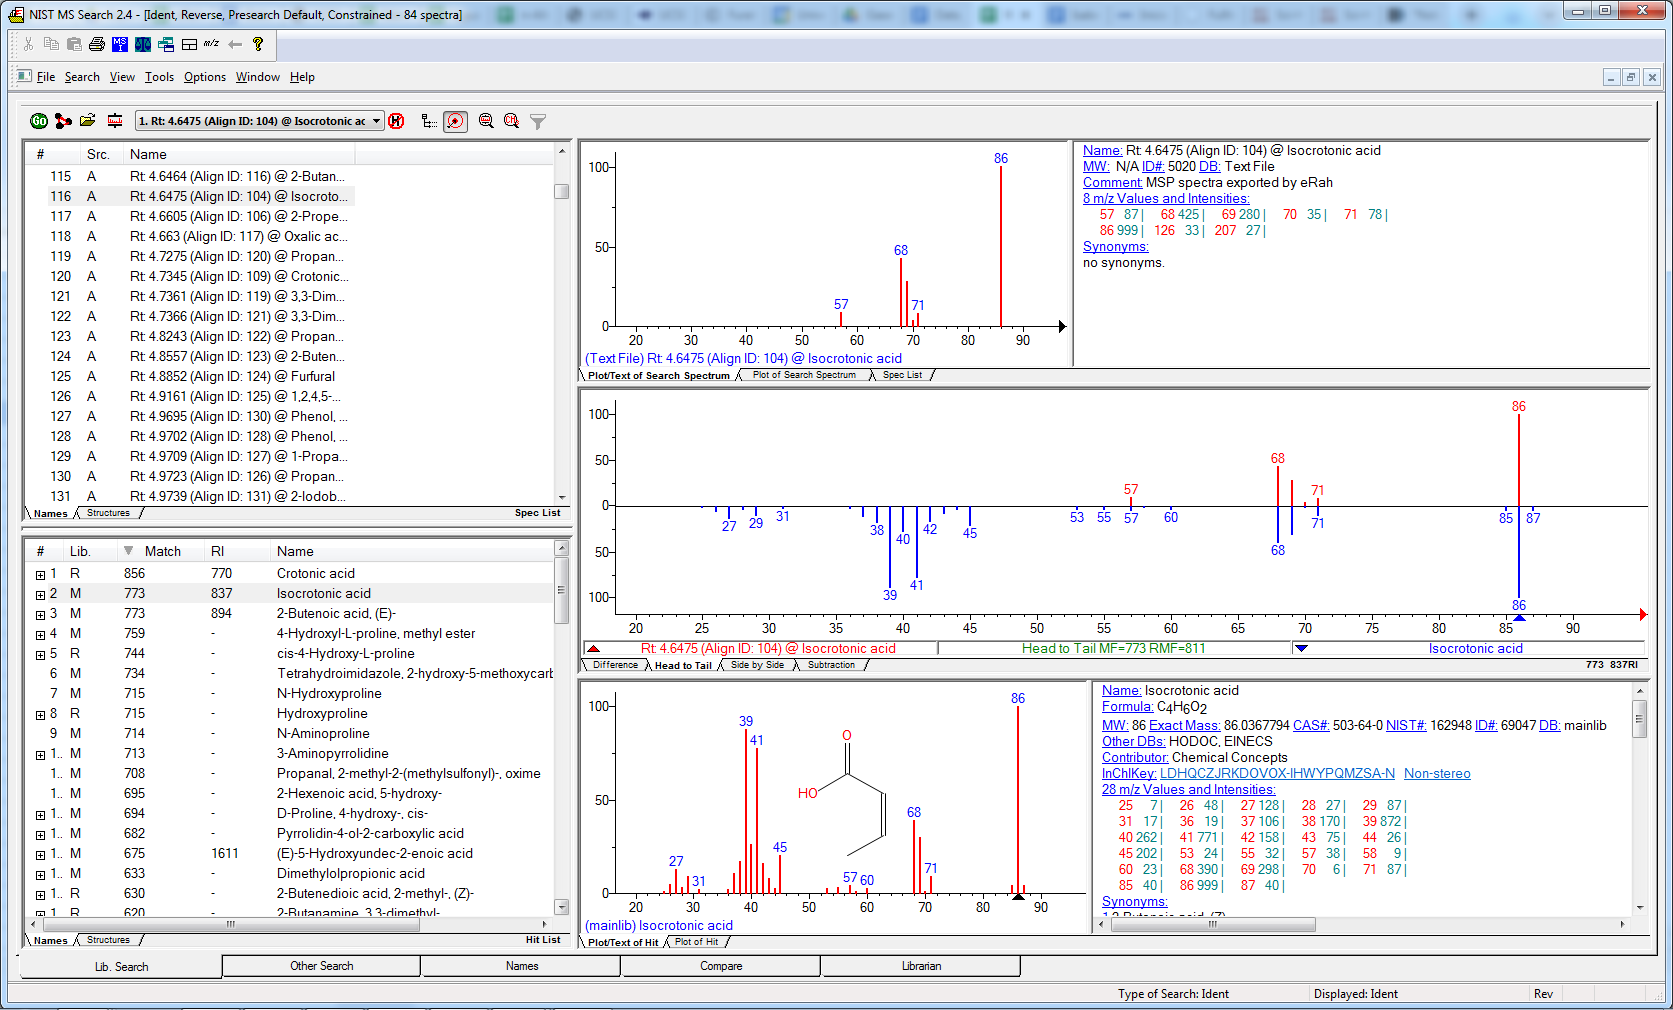 NIST MS Search 2.4 - [Ident, Reverse, Presearch Default, Constrained - 84 spectra]
MS I m/z ?
File Search View Tools Options Window Help
GO 1. Rt: 4.6475 (Align ID: 104) @ Isocrotonic ac
# Src. Name
115 A Rt: 4.6464 (Align ID: 116) @ 2-Butan...
116 A Rt: 4.6475 (Align ID: 104) @ Isocroto...
117 A Rt: 4.6605 (Align ID: 106) @ 2-Prope...
118 A Rt: 4.663 (Align ID: 117) @ Oxalic ac...
119 A Rt: 4.7275 (Align ID: 120) @ Propan...
120 A Rt: 4.7345 (Align ID: 109) @ Crotonic...
121 A Rt: 4.7361 (Align ID: 119) @ 3,3-Dim...
122 A Rt: 4.7366 (Align ID: 121) @ 3,3-Dim...
123 A Rt: 4.8243 (Align ID: 122) @ Propan...
124 A Rt: 4.8557 (Align ID: 123) @ 2-Buten...
125 A Rt: 4.8852 (Align ID: 124) @ Furfural
126 A Rt: 4.9161 (Align ID: 125) @ 1,2,4,5-...
127 A Rt: 4.9695 (Align ID: 130) @ Phenol, ...
128 A Rt: 4.9702 (Align ID: 128) @ Phenol, ...
129 A Rt: 4.9709 (Align ID: 127) @ 1-Propa...
130 A Rt: 4.9723 (Align ID: 126) @ Propan...
131 A Rt: 4.9739 (Align ID: 131) @ 2-Iodob...
Names Structures Spec List
# Lib. Match RI Name
1 R 856 770 Crotonic acid
2 M 773 837 Isocrotonic acid
3 M 773 894 2-Butenoic acid, (E)-
4 M 759 - 4-Hydroxyl-L-proline, methyl ester
5 R 744 - cis-4-Hydroxy-L-proline
6 M 734 - Tetrahydroimidazole, 2-hydroxy-5-methoxycarb
7 M 715 - N-Hydroxyproline
8 R 715 - Hydroxyproline
9 M 714 - N-Aminoproline
1.. M 713 - 3-Aminopyrrolidine
1.. M 708 - Propanal, 2-methyl-2-(methylsulfonyl)-, oxime
1.. M 695 - 2-Hexenoic acid, 5-hydroxy-
1.. M 694 - D-Proline, 4-hydroxy-, cis-
1.. M 682 - Pyrrolidin-4-ol-2-carboxylic acid
1.. M 675 1611 (E)-5-Hydroxyundec-2-enoic acid
1.. M 633 - Dimethylolpropionic acid
1.. R 630 - 2-Butenedioic acid, 2-methyl-, (Z)-
1.. R 620 - 2-Butanamine, 3,3-dimethyl-
Names Structures Hit List
86
100
68
50
57 71
0
20 30 40 50 60 70 80 90
(Text File) Rt: 4.6475 (Align ID: 104) @ Isocrotonic acid
Plot/Text of Search Spectrum Plot of Search Spectrum Spec List
Name: Rt: 4.6475 (Align ID: 104) @ Isocrotonic acid
MW: N/A ID#: 5020 DB: Text File
Comment: MSP spectra exported by eRah
8 m/z Values and Intensities:
57 87| 68 425| 69 280| 70 35| 71 78|
86 999| 126 33| 207 27|
Synonyms:
no synonyms.
86
100
68
50
57 71
0
27 29 31 38 40 42 45 53 55 57 60 71 85 87
50 68
39 41
100 86
20 25 30 35 40 45 50 55 60 65 70 75 80 85 90
Rt: 4.6475 (Align ID: 104) @ Isocrotonic acid Head to Tail MF=773 RMF=811 Isocrotonic acid
Difference Head to Tail Side by Side Subtraction 773 837RI
86
100
39
41
O
HO
50 68
45
27 31 57 60 71
0
20 30 40 50 60 70 80 90
(mainlib) Isocrotonic acid
Plot/Text of Hit Plot of Hit
Name: Isocrotonic acid
Formula: C4H6O2
MW: 86 Exact Mass: 86.0367794 CAS#: 503-64-0 NIST#: 162948 ID#: 69047 DB: mainlib
Other DBs: HODOC, EINECS
Contributor: Chemical Concepts
InChIKey: LDHQCZJRKDOVOX-IHWYPQMZSA-N Non-stereo
28 m/z Values and Intensities:
25 7| 26 48| 27 128| 28 27| 29 87|
31 17| 36 19| 37 106| 38 170| 39 872|
40 262| 41 771| 42 158| 43 75| 44 26|
45 202| 53 24| 55 32| 57 38| 58 9|
60 23| 68 390| 69 298| 70 6| 71 87|
85 40| 86 999| 87 40|
Synonyms:
Lib. Search Other Search Names Compare Librarian
Type of Search: Ident Displayed: Ident Rev